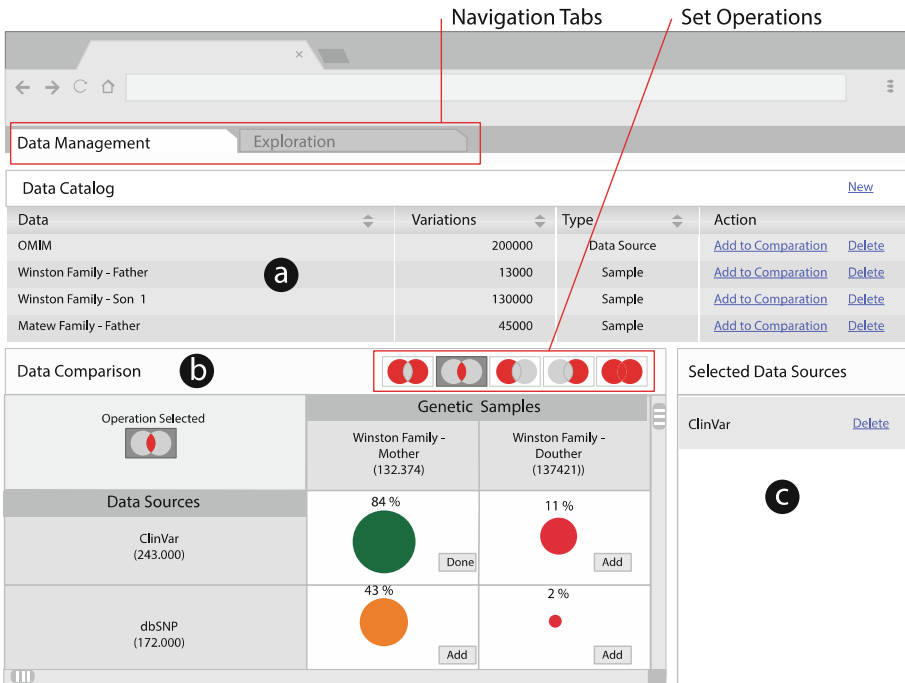 Navigation Tabs Set Operations
Data Management Exploration
Data Catalog New
Data Variations Type Action
OMIM 200000 Data Source Add to Comparation Delete
Winston Family - Father 13000 Sample Add to Comparation Delete
Winston Family - Son 1 130000 Sample Add to Comparation Delete
Matew Family - Father 45000 Sample Add to Comparation Delete
a
Data Comparison b Selected Data Sources
Operation Selected
Genetic Samples
Winston Family -
Mother
(132.374)
Winston Family -
Douther
(137421))
ClinVar Delete
c
Data Sources
ClinVar
(243.000)
84 %
Done
11 %
Add
dbSNP
(172.000)
43 %
Add
2 %
Add